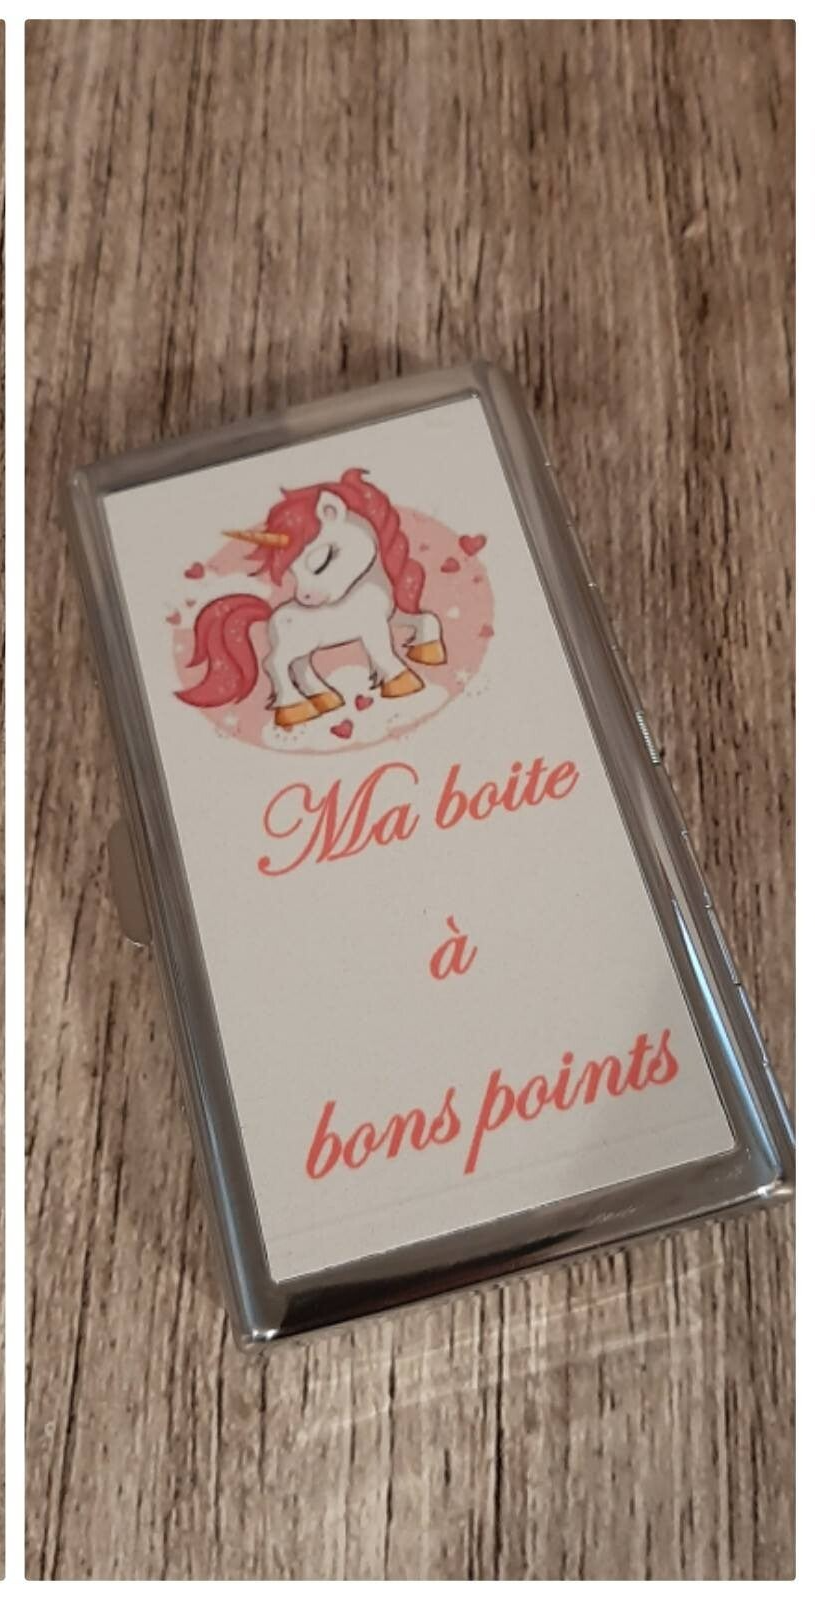 Ma boite
à
bons points